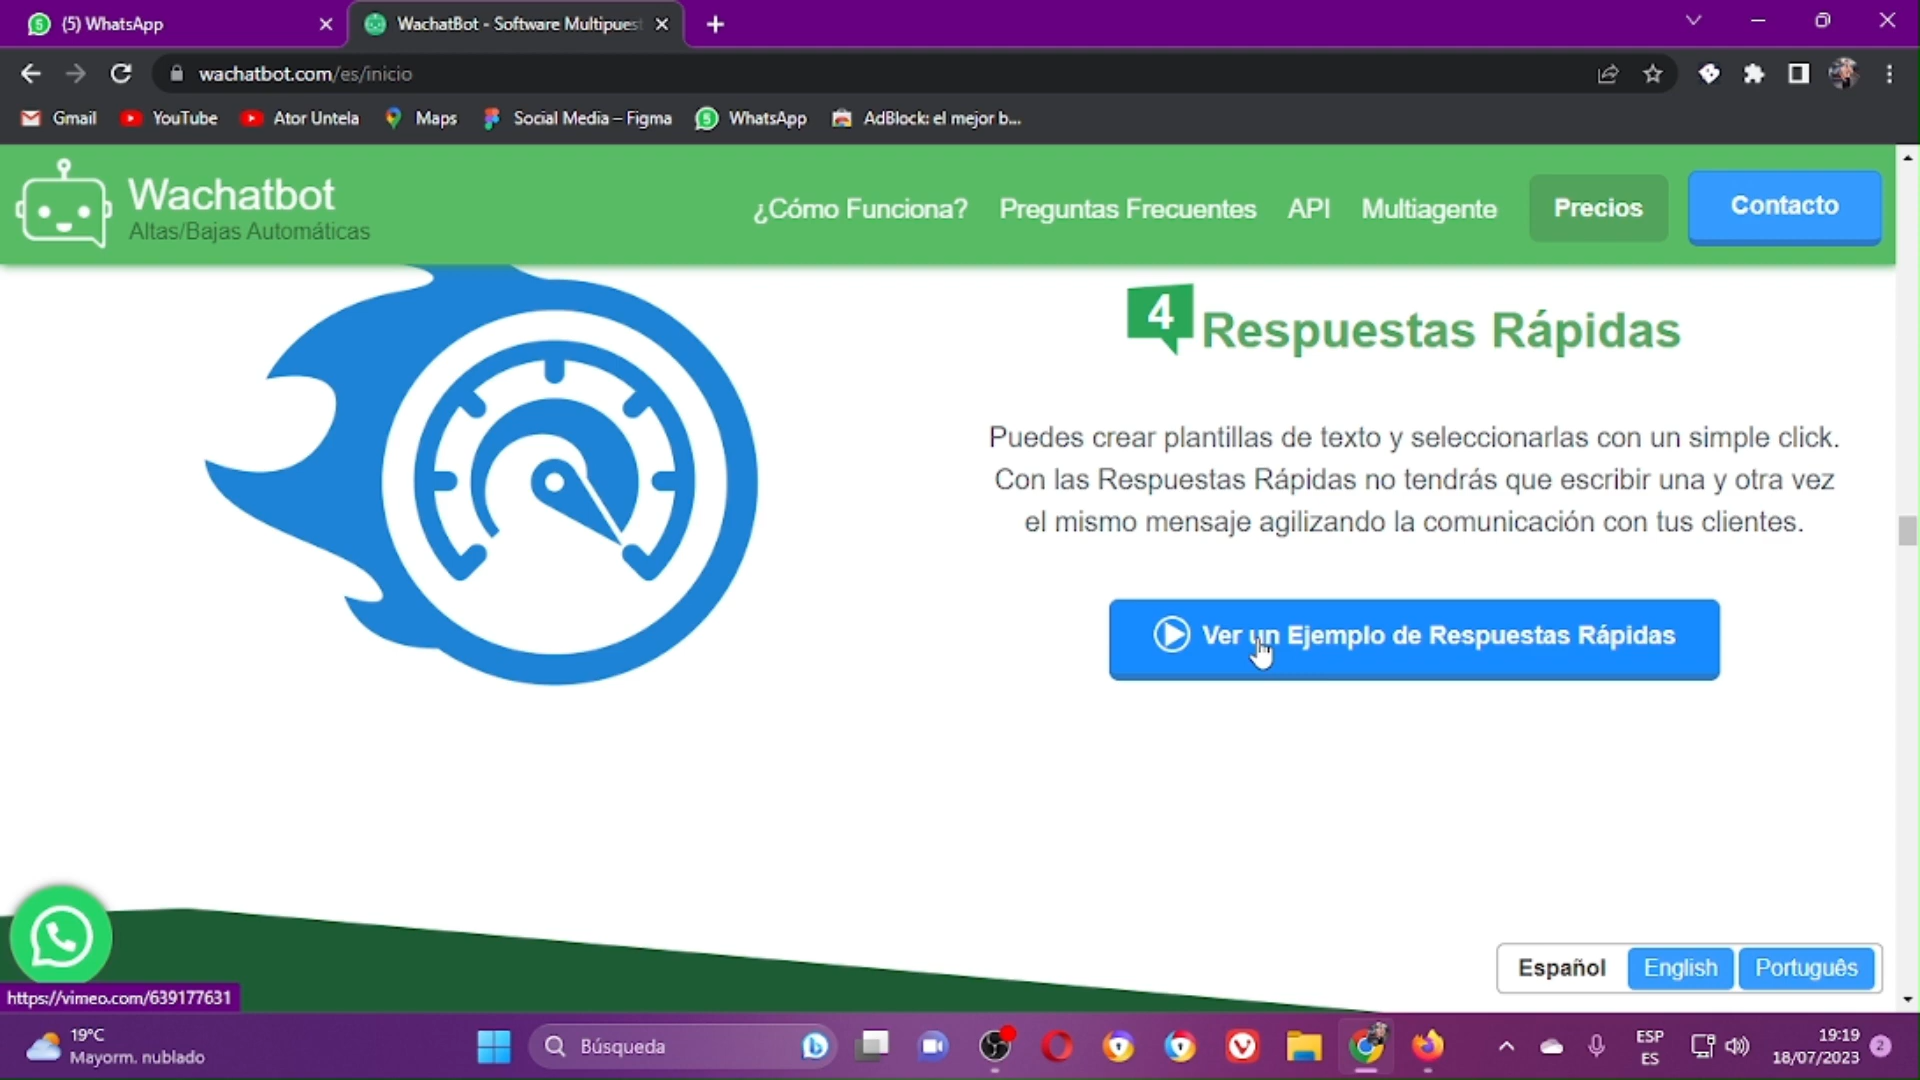 (5) WhatsApp
WachatBot - Software Multipues
wachatbot.com/es/inicio
Gmail
YouTube
Ator Untela
Maps
Social Media – Figma
WhatsApp
AdBlock: el mejor b...
Wachatbot
Altas/Bajas Automáticas
¿Cómo Funciona?
Preguntas Frecuentes
API
Multiagente
Precios
Contacto
4 Respuestas Rápidas
Puedes crear plantillas de texto y seleccionarlas con un simple click.
Con las Respuestas Rápidas no tendrás que escribir una y otra vez
el mismo mensaje agilizando la comunicación con tus clientes.
Ver un Ejemplo de Respuestas Rápidas
Español
English
Português
https://vimeo.com/639177631
19°C
Mayorm. nublado
Búsqueda
ESP
ES
19:19
18/07/2023
2